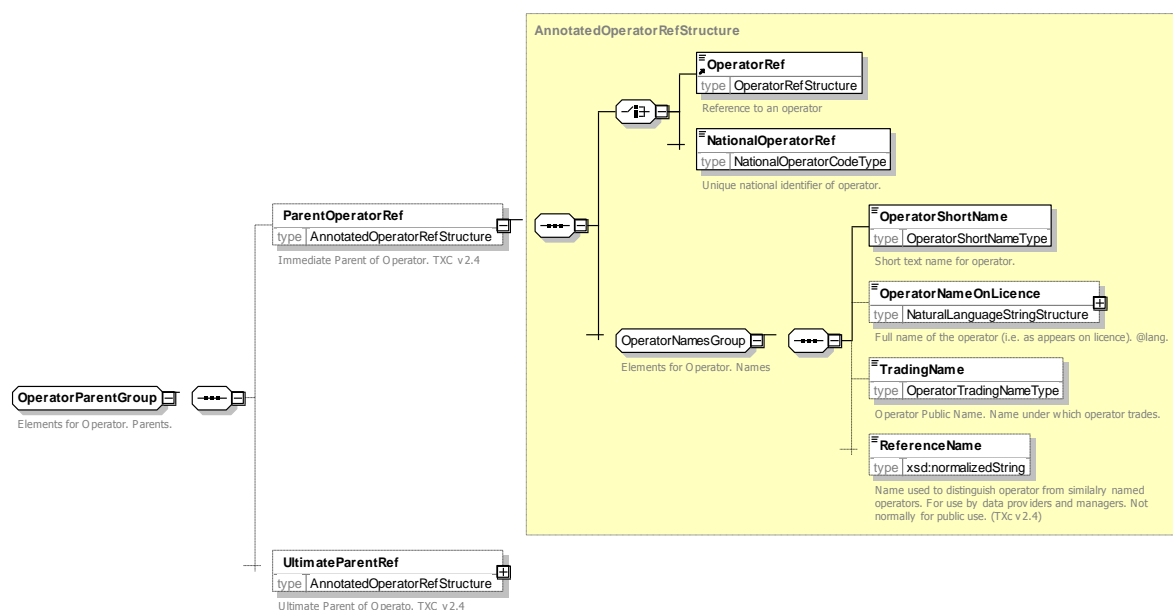 AnnotatedOperatorRefStructure
OperatorRef
type OperatorRefStructure
Reference to an operator
NationalOperatorRef
type NationalOperatorCodeType
Unique national identifier of operator.
ParentOperatorRef
type AnnotatedOperatorRefStructure
Immediate Parent of Operator. TXC v2.4
OperatorShortName
type OperatorShortNameType
Short text name for operator.
OperatorNameOnLicence
type NaturalLanguageStringStructure
Full name of the operator (i.e. as appears on licence). @lang.
OperatorNamesGroup
Elements for Operator. Names
TradingName
type OperatorTradingNameType
Operator Public Name. Name under which operator trades.
OperatorParentGroup
Elements for Operator. Parents.
ReferenceName
type xsd:normalizedString
Name used to distinguish operator from similalry named
operators. For use by data providers and managers. Not
normally for public use. (TXc v2.4)
UltimateParentRef
type AnnotatedOperatorRefStructure
Ultimate Parent of Operato. TXC v2.4